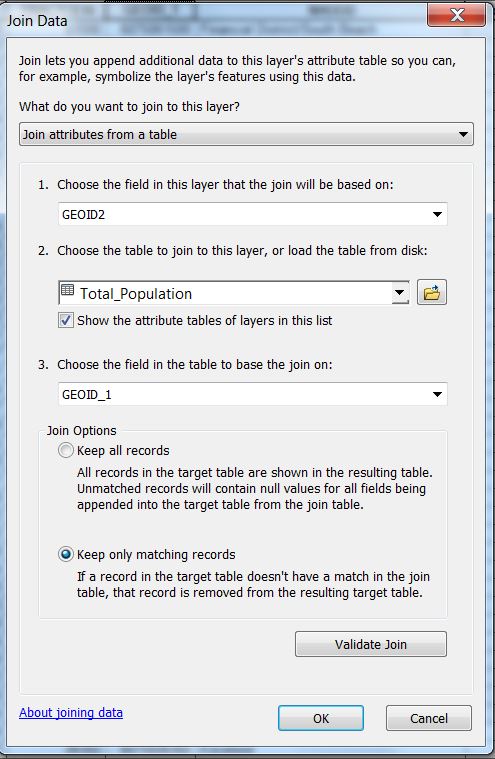 Join Data
Join lets you append additional data to this layer's attribute table so you can,
for example, symbolize the layer's features using this data.
What do you want to join to this layer?
Join attributes from a table
1. Choose the field in this layer that the join will be based on:
GEOID2
2. Choose the table to join to this layer, or load the table from disk:
Total_Population
Show the attribute tables of layers in this list
3. Choose the field in the table to base the join on:
GEOID_1
Join Options
Keep all records
All records in the target table are shown in the resulting table.
Unmatched records will contain null values for all fields being
appended into the target table from the join table.
Keep only matching records
If a record in the target table doesn't have a match in the join
table, that record is removed from the resulting target table.
Validate Join
About joining data
OK
Cancel